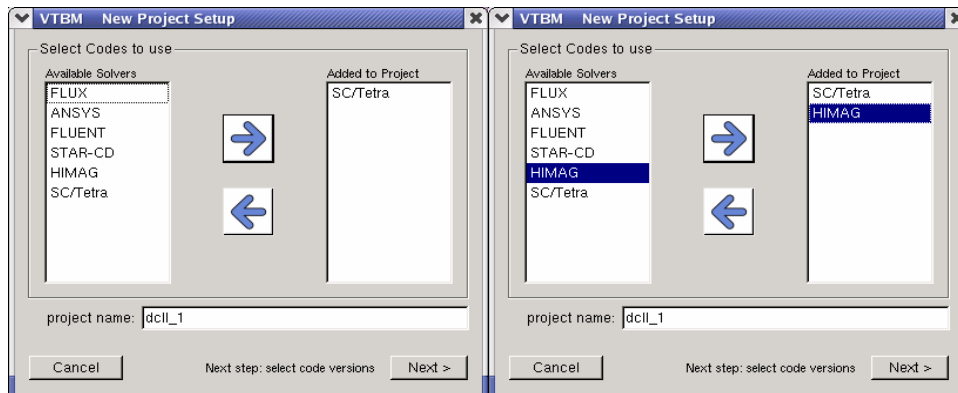 VTBM New Project Setup
Select Codes to use
Available Solvers
Added to Project
FLUX
ANSYS
FLUENT
STAR-CD
HIMAG
SC/Tetra
SC/Tetra
project name: dcll_1
Cancel
Next step: select code versions
Next >
VTBM New Project Setup
Select Codes to use
Available Solvers
Added to Project
FLUX
ANSYS
FLUENT
STAR-CD
HIMAG
SC/Tetra
SC/Tetra
HIMAG
project name: dcll_1
Cancel
Next step: select code versions
Next >